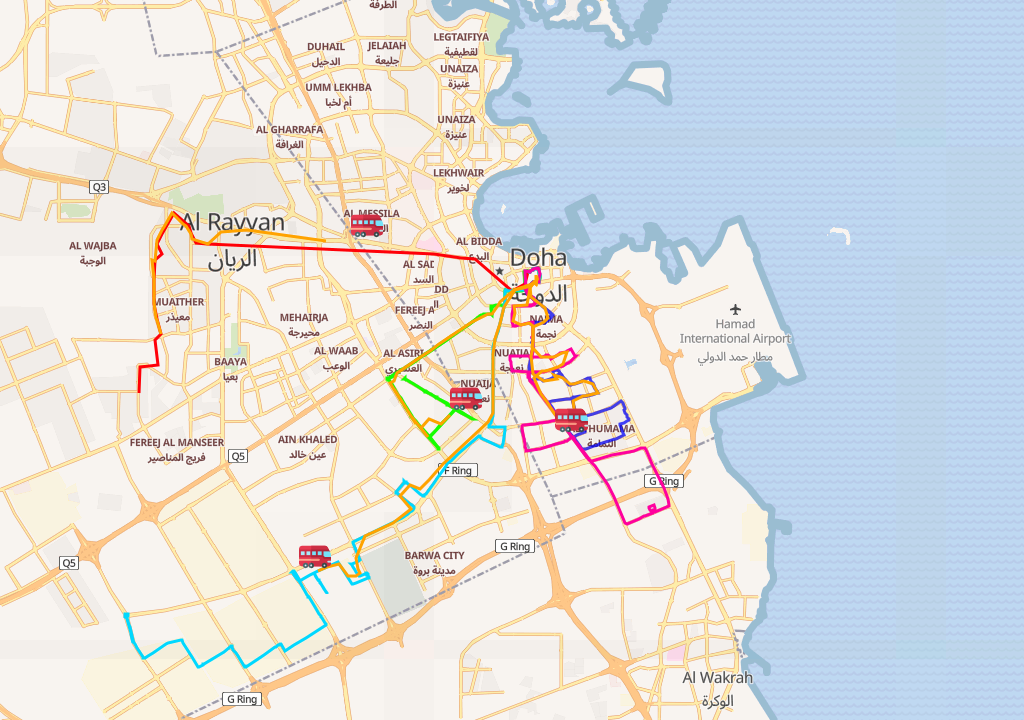 الطرفة
DUHAIL
الدحيل
JELAIAH
جليعة
LEGTAIFIYA
لقطيفية
UNAIZA
عنيزة
UMM LEKHBA
أم لخبا
UNAIZA
عنيزة
AL GHARRAFA
الغرافة
LEKHWAIR
لخوير
Q3
AL MESSILA
Al Rayyan
الريان
AL WAJBA
الوجبة
AL BIDDA
البدع
Doha
الدوحة
AL SAD
السد
DD
ال
MUAITHER
معيذر
MEHAIRJA
محيرجة
FEREEJ A
النصر
NAJMA
نجمة
Hamad
International Airport
مطار حمد الدولي
AL WAAB
الوعب
AL ASIRI
العسيري
NUAIJA
نعيجة
BAAYA
بعيا
NUAIJA
HUMAMA
الثمامة
FEREEJ AL MANSEER
فريج المناصير
AIN KHALED
عين خالد
Q5
F Ring
G Ring
G Ring
BARWA CITY
مدينة بروة
Q5
Al Wakrah
الوكرة
G Ring